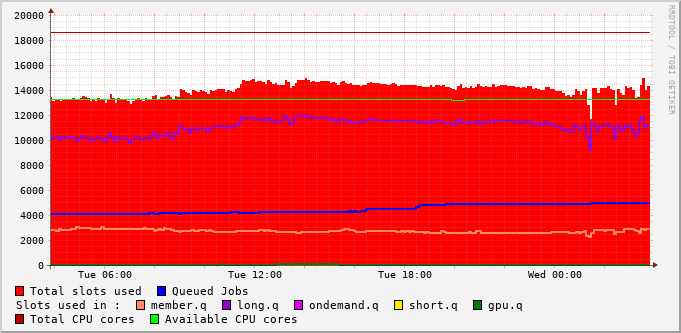 20000
18000
16000
14000
12000
10000
8000
6000
4000
2000
0
Tue 06:00 Tue 12:00 Tue 18:00 Wed 00:00
Total slots used Queued Jobs
Slots used in : member.q long.q ondemand.q short.q gpu.q
Total CPU cores Available CPU cores
RRDTOOL / TOBI OETIKER